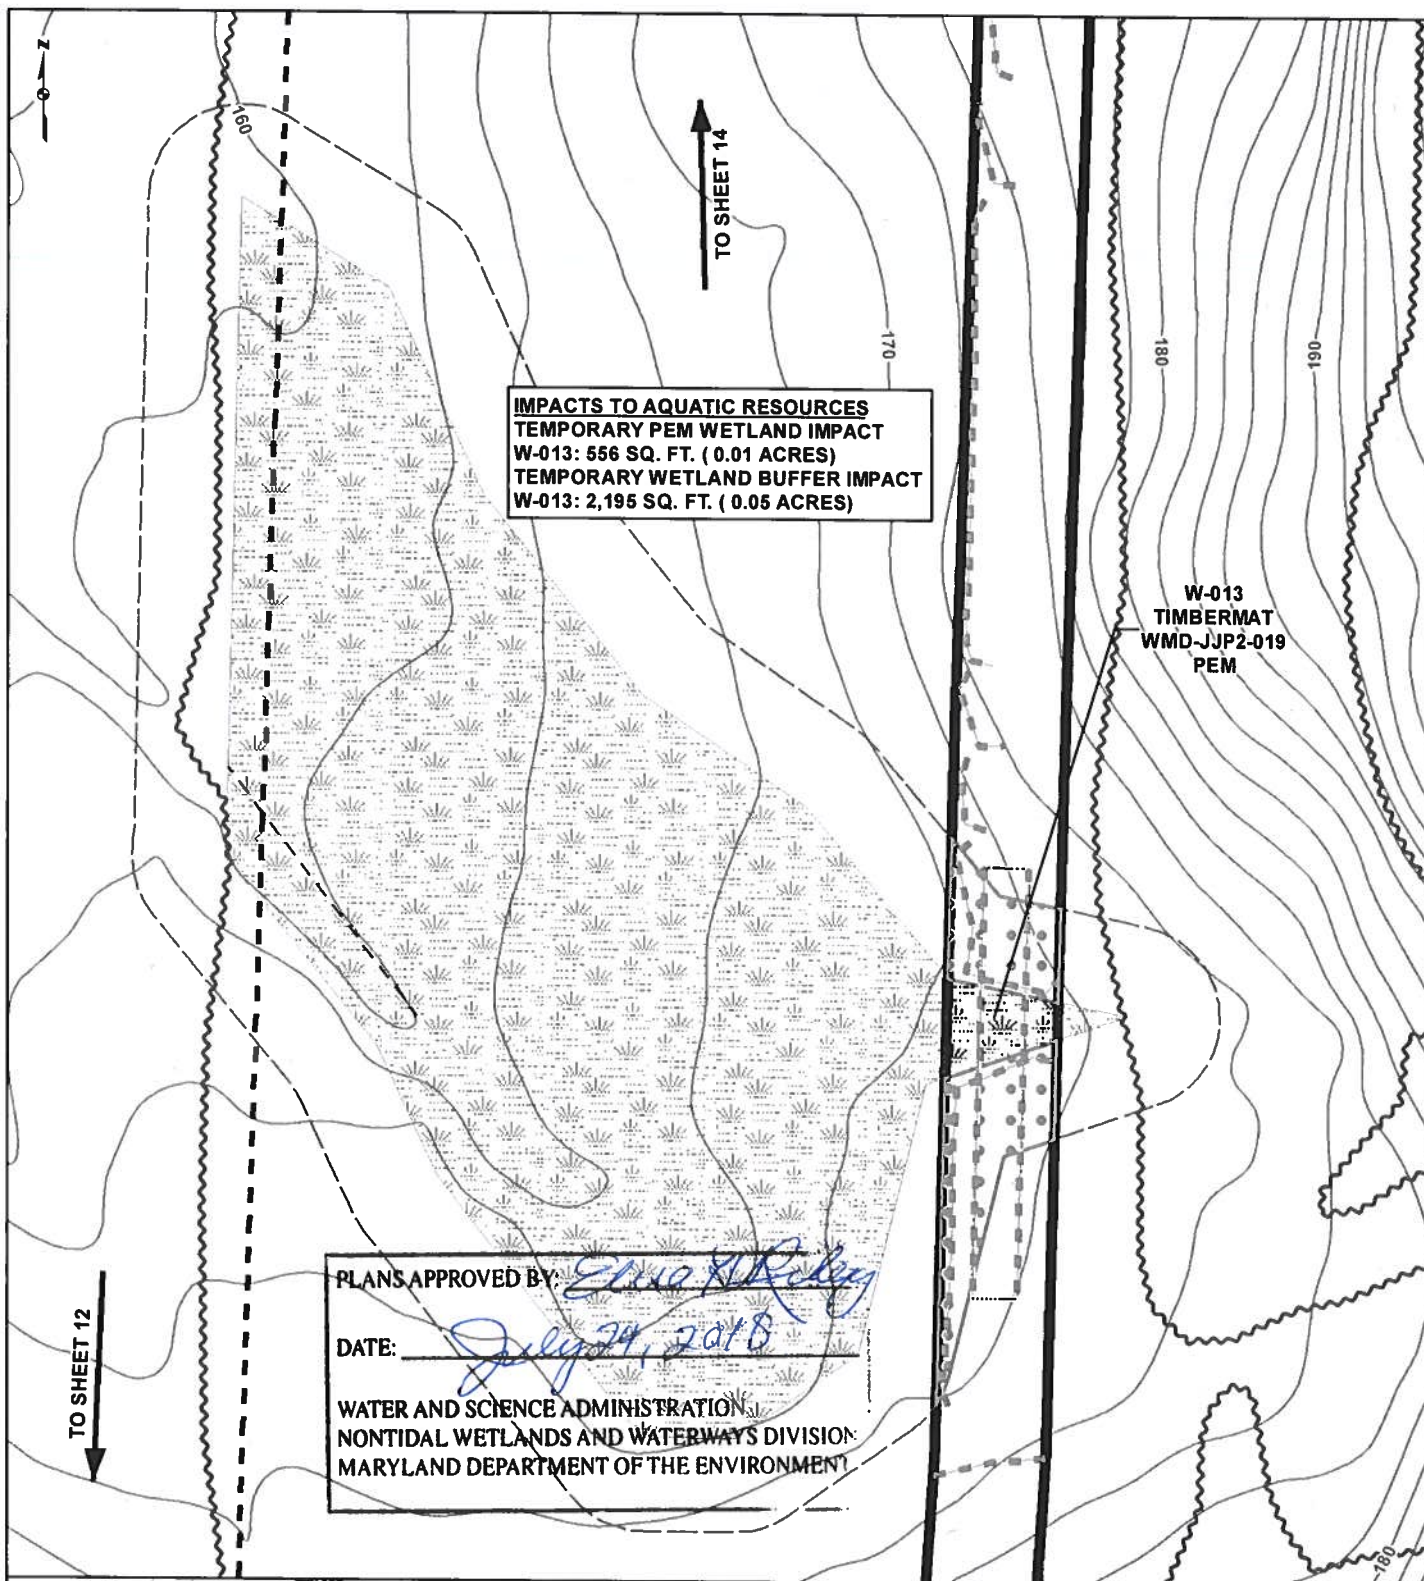 N
160
TO SHEET 14
170
180
160
IMPACTS TO AQUATIC RESOURCES
TEMPORARY PEM WETLAND IMPACT
W-013: 556 SQ. FT. ( 0.01 ACRES)
TEMPORARY WETLAND BUFFER IMPACT
W-013: 2,195 SQ. FT. ( 0.05 ACRES)
W-013
TIMBERMAT
WMD-JJP2-019
PEM
TO SHEET 12
PLANS APPROVED BY:
DATE: July 24, 2018
WATER AND SCIENCE ADMINISTRATION
NONTIDAL WETLANDS AND WATERWAYS DIVISION
MARYLAND DEPARTMENT OF THE ENVIRONMENT
180